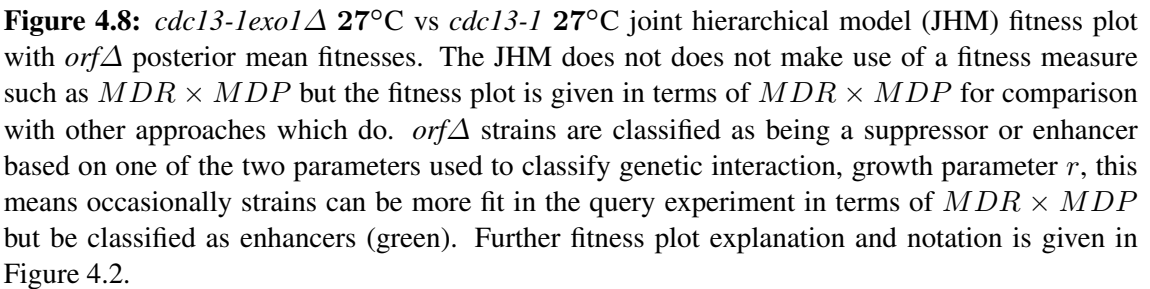 Figure 4.8: cdc13-1exo1Δ 27°C vs cdc13-1 27°C joint hierarchical model (JHM) fitness plot
with orfΔ posterior mean fitnesses. The JHM does not does not make use of a fitness measure
such as MDR × MDP but the fitness plot is given in terms of MDR × MDP for comparison
with other approaches which do. orfΔ strains are classified as being a suppressor or enhancer
based on one of the two parameters used to classify genetic interaction, growth parameter r, this
means occasionally strains can be more fit in the query experiment in terms of MDR × MDP
but be classified as enhancers (green). Further fitness plot explanation and notation is given in
Figure 4.2.